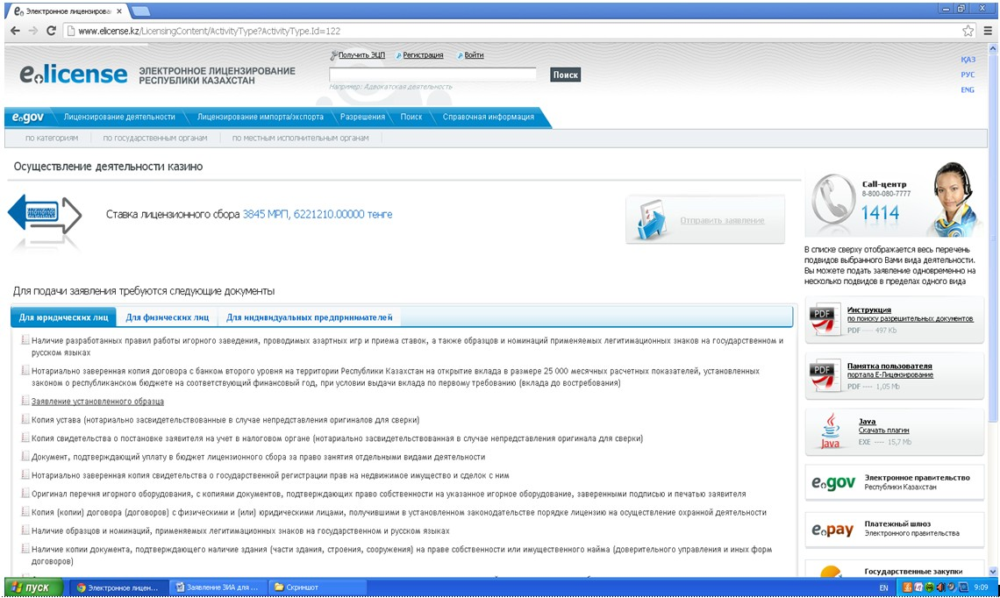 Электронное лицензирова
www.elicense.kz/LicensingContent/ActivityType?ActivityType.Id=122
Получить ЭЦП Регистрация Войти
e.license ЭЛЕКТРОННОЕ ЛИЦЕНЗИРОВАНИЕ
РЕСПУБЛИКИ КАЗАХСТАН
Поиск
Например: Адвокатская деятельность
ҚАЗ
РУС
ENG
e.gov Лицензирование деятельности Лицензирование импорта/экспорта Разрешения Поиск Справочная информация
по категориям по государственным органам по местным исполнительным органам
Осуществление деятельности казино
Ставка лицензионного сбора 3845 МРП, 6221210.00000 тенге
Отправить заявление
Для подачи заявления требуются следующие документы
Для юридических лиц Для физических лиц Для индивидуальных предпринимателей
Наличие разработанных правил работы игорного заведения, проводимых азартных игр и приема ставок, а также образцов и номинаций применяемых легитимационных знаков на государственном и
русском языках
Нотариально заверенная копия договора с банком второго уровня на территории Республики Казахстан на открытие вклада в размере 25 000 месячных расчетных показателей, установленных
законом о республиканском бюджете на соответствующий финансовый год, при условии выдачи вклада по первому требованию (вклада до востребования)
Заявление установленного образца
Копия устава (нотариально засвидетельствованные в случае непредставления оригиналов для сверки)
Копия свидетельства о постановке заявителя на учет в налоговом органе (нотариально засвидетельствованная в случае непредставления оригинала для сверки)
Документ, подтверждающий уплату в бюджет лицензионного сбора за право занятия отдельными видами деятельности
Нотариально заверенная копия свидетельства о государственной регистрации прав на недвижимое имущество и сделок с ним
Оригинал перечня игорного оборудования, с копиями документов, подтверждающих право собственности на указанное игорное оборудование, заверенными подписью и печатью заявителя
Копия (копии) договора (договоров) с физическими и (или) юридическими лицами, получившими в установленном законодательстве порядке лицензию на осуществление охранной деятельности
Наличие образцов и номинаций, применяемых легитимационных знаков на государственном и русском языках
Наличие копии документа, подтверждающего наличие здания (части здания, строения, сооружения) на праве собственности или имущественного найма (доверительного управления и иных форм
договоров)
Call-центр
8-800-080-7777
1414
В списке сверху отображается весь перечень
подвидов выбранного Вами вида деятельности.
Вы можете подать заявление одновременно на
несколько подвидов в пределах одного вида
PDF
Инструкция
по поиску разрешительных документов
PDF ---- 497 Kb
PDF
Памятка пользователя
портала Е-Лицензирование
PDF ---- 1,05 Mb
Java
Java
Скачать плагин
EXE ---- 15,7 Mb
e.gov
Электронное правительство
Республики Казахстан
e.pay
Платежный шлюз
Электронного правительства
Государственные закупки
пуск Электронное лицен... Заявление ЗИА для ... Скриншот EN 9:09